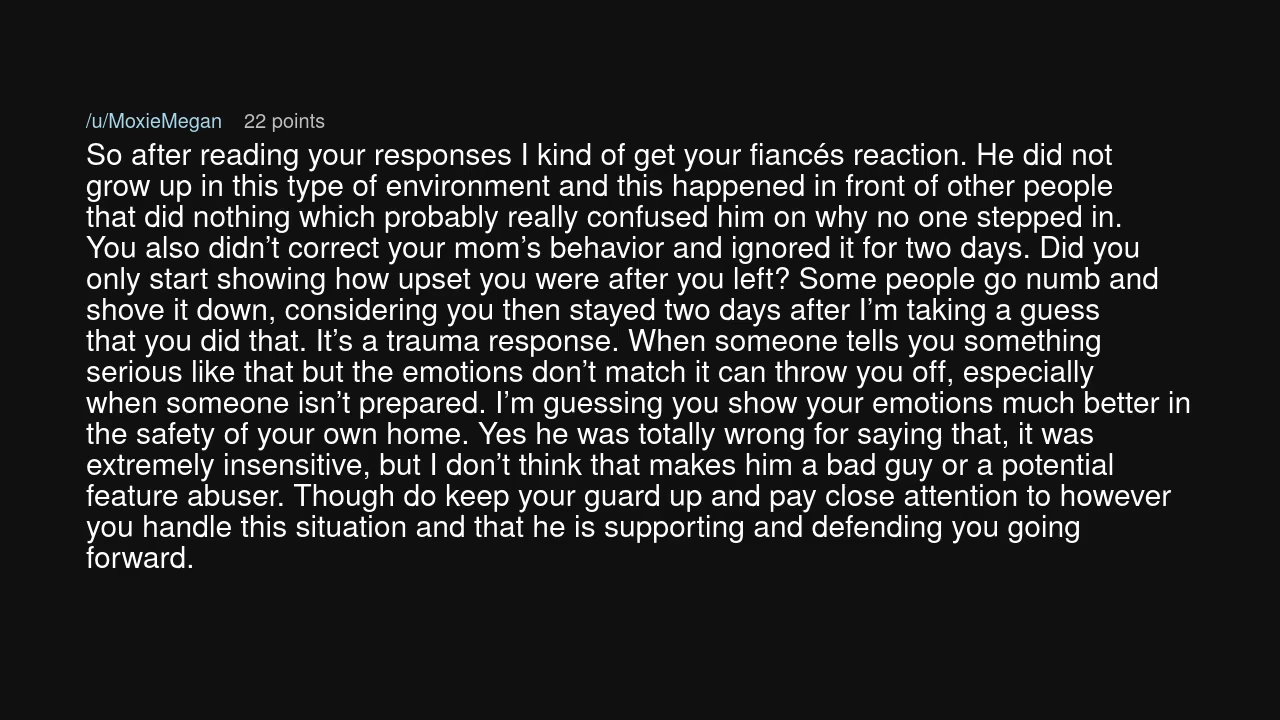 /u/MoxieMegan 22 points
So after reading your responses I kind of get your fiancés reaction. He did not
grow up in this type of environment and this happened in front of other people
that did nothing which probably really confused him on why no one stepped in.
You also didn’t correct your mom’s behavior and ignored it for two days. Did you
only start showing how upset you were after you left? Some people go numb and
shove it down, considering you then stayed two days after I’m taking a guess
that you did that. It’s a trauma response. When someone tells you something
serious like that but the emotions don’t match it can throw you off, especially
when someone isn’t prepared. I’m guessing you show your emotions much better in
the safety of your own home. Yes he was totally wrong for saying that, it was
extremely insensitive, but I don’t think that makes him a bad guy or a potential
feature abuser. Though do keep your guard up and pay close attention to however
you handle this situation and that he is supporting and defending you going
forward.